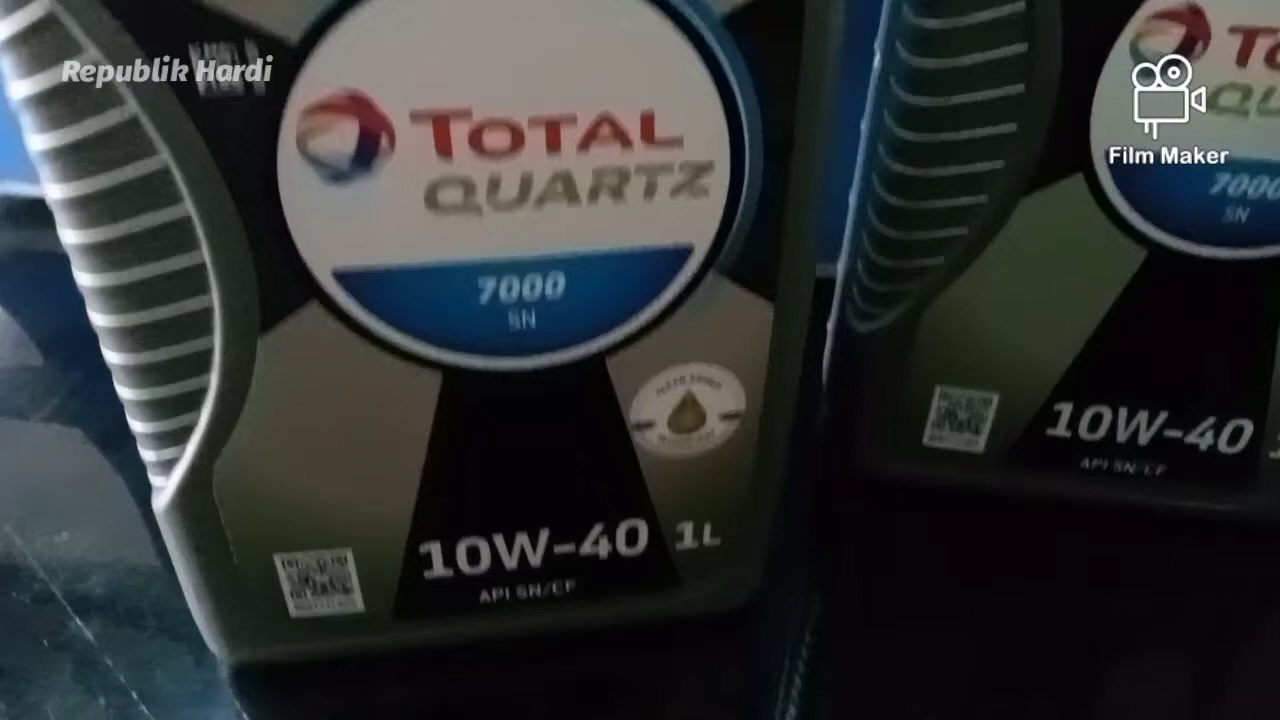 Republik Hardi
TOTAL
QUARTZ
7000
SN
10W-40 1L
API SN/CF
Film Maker
7000
SN
10W-40
API SN/CF